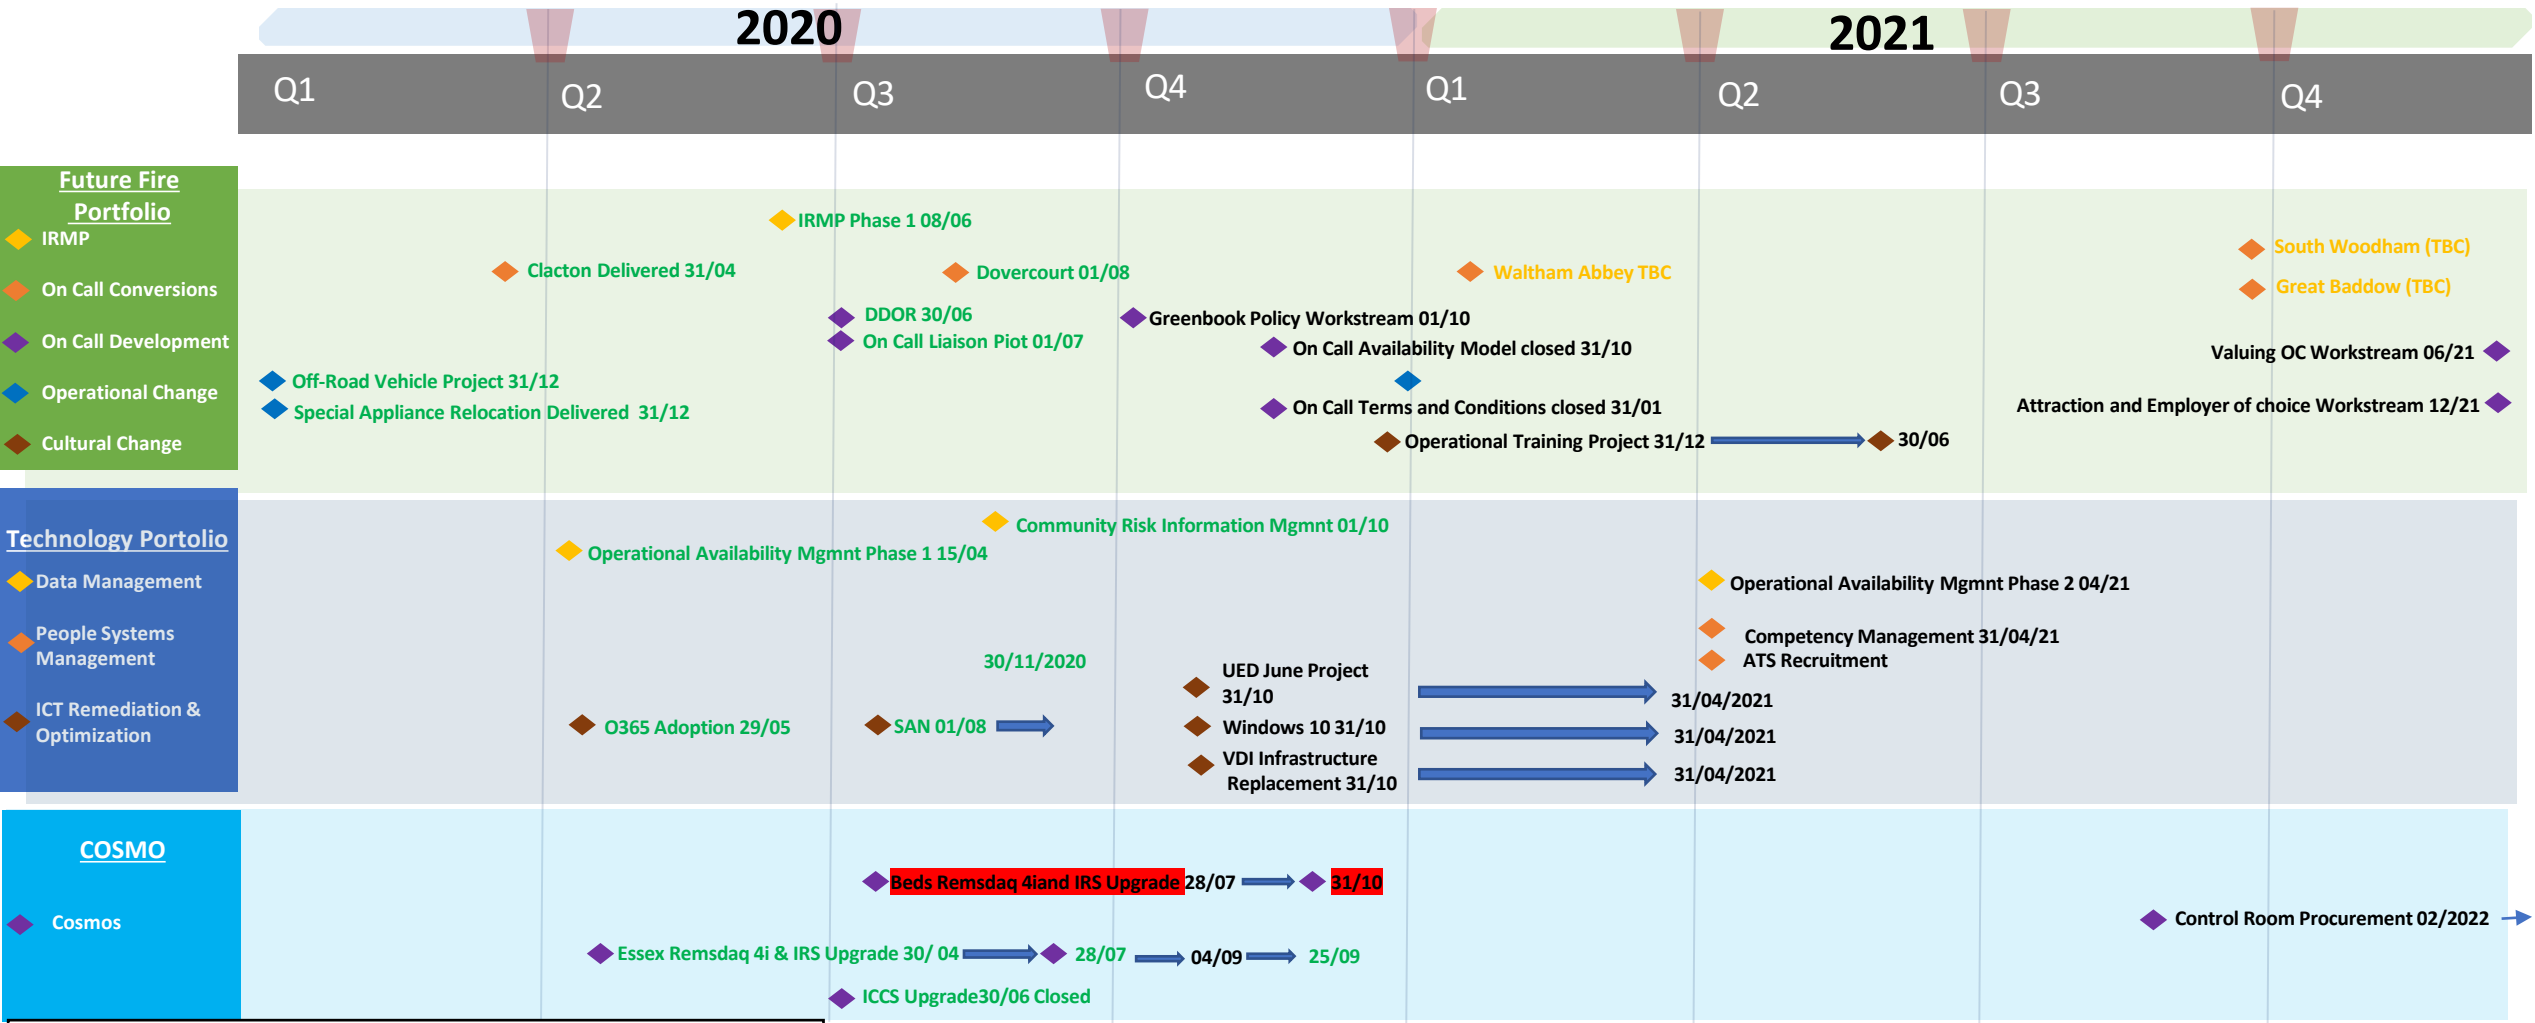 2020
2021
Q1
Q2
Q3
Q4
Q1
Q2
Q3
Q4
Future Fire
Portfolio
IRMP
On Call Conversions
On Call Development
Operational Change
Cultural Change
IRMP Phase 1 08/06
Clacton Delivered 31/04
Dovercourt 01/08
Waltham Abbey TBC
South Woodham (TBC)
Great Baddow (TBC)
DDOR 30/06
On Call Liaison Piot 01/07
Greenbook Policy Workstream 01/10
On Call Availability Model closed 31/10
Valuing OC Workstream 06/21
Off-Road Vehicle Project 31/12
Special Appliance Relocation Delivered 31/12
On Call Terms and Conditions closed 31/01
Attraction and Employer of choice Workstream 12/21
Operational Training Project 31/12
30/06
Technology Portolio
Data Management
People Systems
Management
ICT Remediation &
Optimization
Community Risk Information Mgmnt 01/10
Operational Availability Mgmnt Phase 1 15/04
Operational Availability Mgmnt Phase 2 04/21
Competency Management 31/04/21
ATS Recruitment
30/11/2020
UED June Project
31/10
31/04/2021
O365 Adoption 29/05
SAN 01/08
Windows 10 31/10
31/04/2021
VDI Infrastructure
Replacement 31/10
31/04/2021
COSMO
Cosmos
Beds Remsdaq 4iand IRS Upgrade 28/07
31/10
Control Room Procurement 02/2022
Essex Remsdaq 4i & IRS Upgrade 30/ 04
28/07
04/09
25/09
ICCS Upgrade30/06 Closed